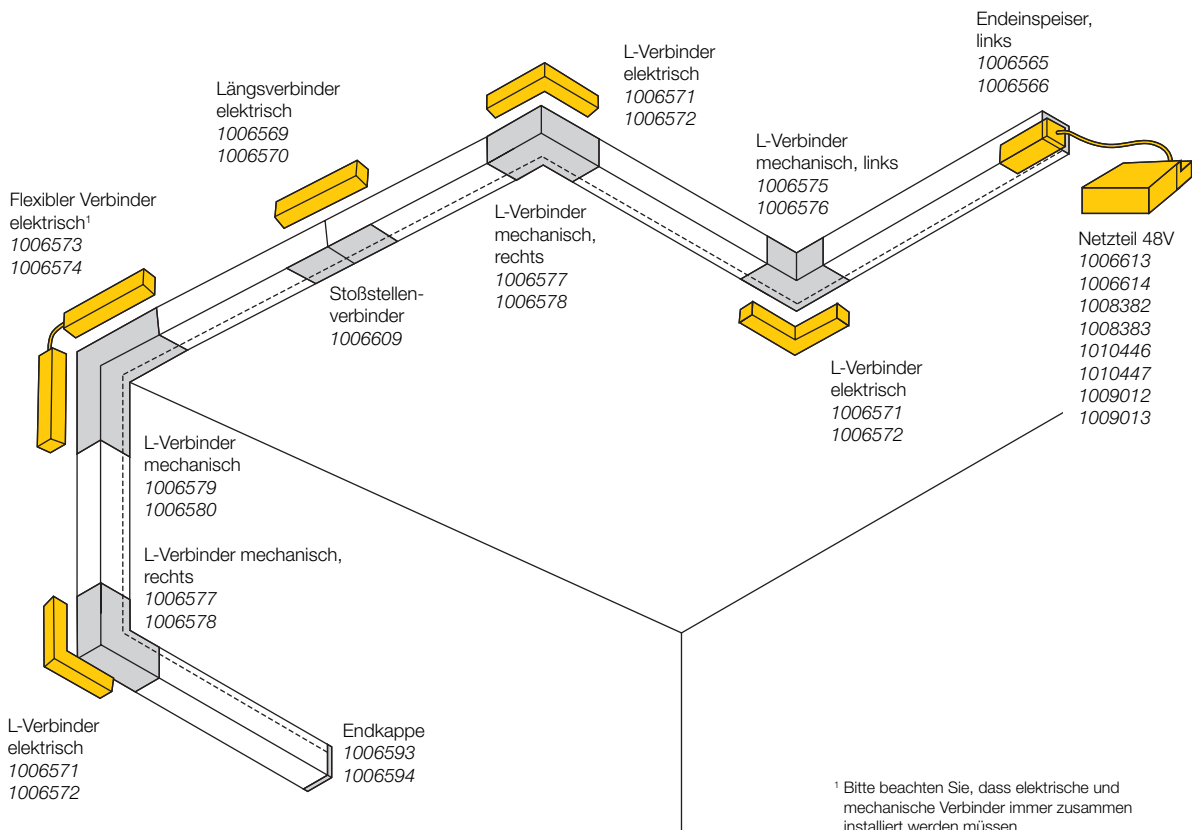 Endeinspeiser,
links
1006565
1006566
L-Verbinder
elektrisch
1006571
1006572
Längsverbinder
elektrisch
1006569
1006570
L-Verbinder
mechanisch, links
1006575
1006576
Flexibler Verbinder
elektrisch¹
1006573
1006574
L-Verbinder
mechanisch,
rechts
1006577
1006578
Netzteil 48V
1006613
1006614
1008382
1008383
1010446
1010447
1009012
1009013
Stoßstellen-
verbinder
1006609
L-Verbinder
elektrisch
1006571
1006572
L-Verbinder
mechanisch
1006579
1006580
L-Verbinder mechanisch,
rechts
1006577
1006578
L-Verbinder
elektrisch
1006571
1006572
Endkappe
1006593
1006594
¹ Bitte beachten Sie, dass elektrische und
mechanische Verbinder immer zusammen
installiert werden müssen